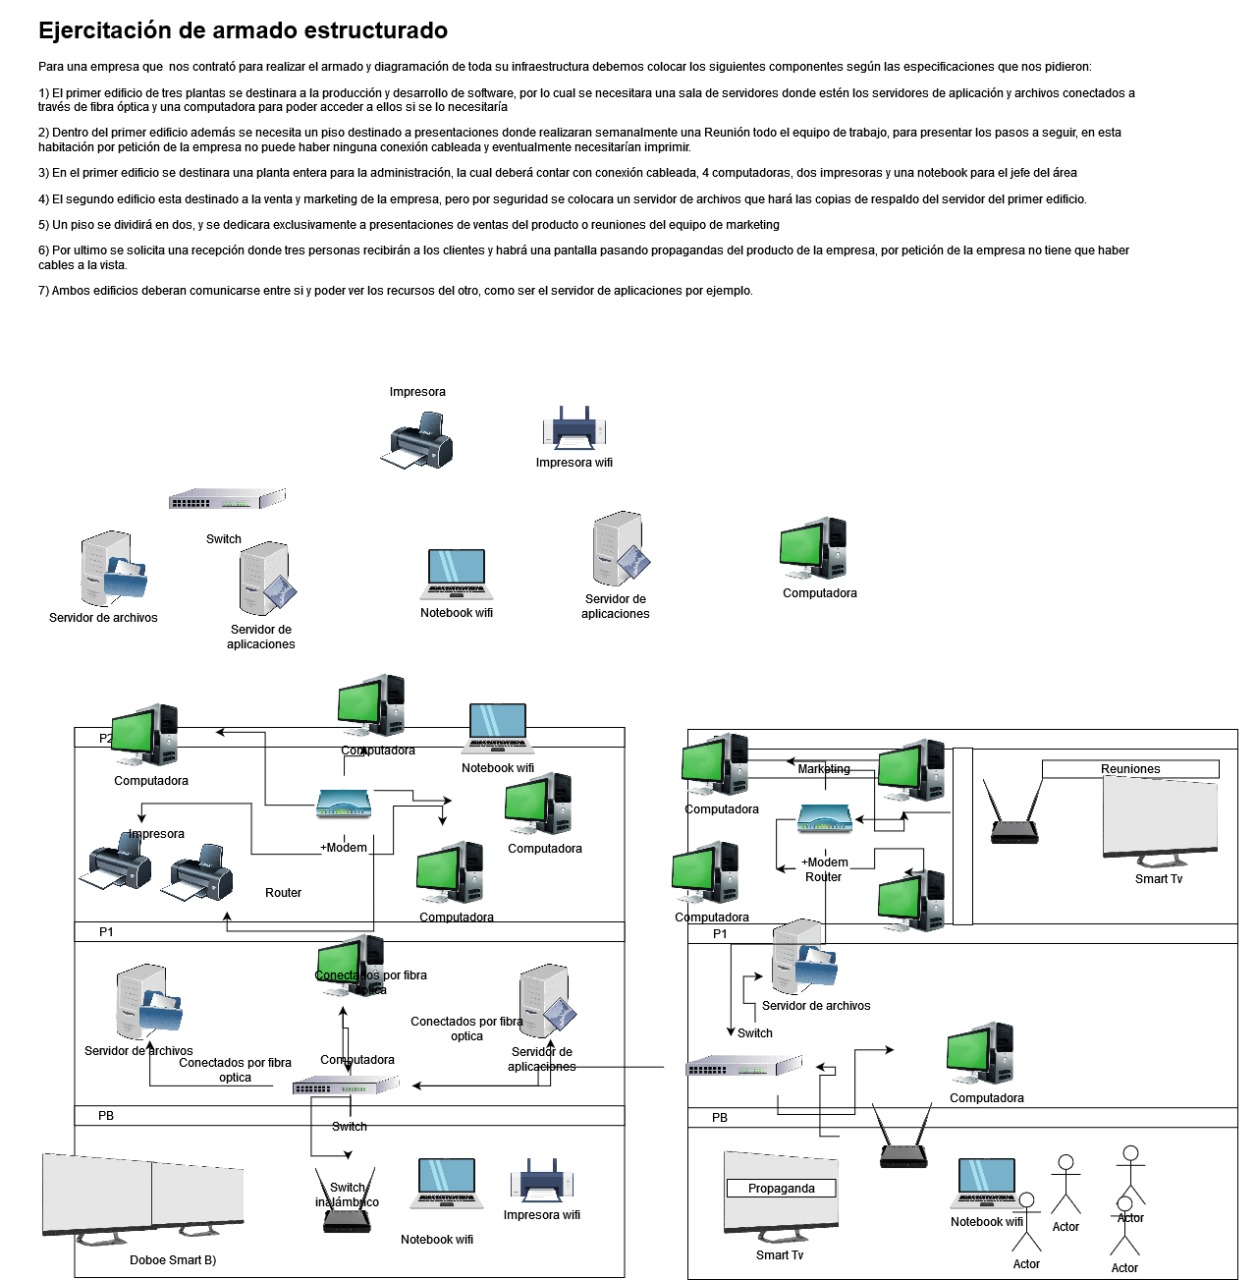 Ejercitación de armado estructurado
Para una empresa que nos contrató para realizar el armado y diagramación de toda su infraestructura debemos colocar los siguientes componentes según las especificaciones que nos pidieron:
1) El primer edificio de tres plantas se destinara a la producción y desarrollo de software, por lo cual se necesitara una sala de servidores donde estén los servidores de aplicación y archivos conectados a
través de fibra óptica y una computadora para poder acceder a ellos si se lo necesitaría
2) Dentro del primer edificio además se necesita un piso destinado a presentaciones donde realizaran semanalmente una Reunión todo el equipo de trabajo, para presentar los pasos a seguir, en esta
habitación por petición de la empresa no puede haber ninguna conexión cableada y eventualmente necesitarían imprimir.
3) En el primer edificio se destinara una planta entera para la administración, la cual deberá contar con conexión cableada, 4 computadoras, dos impresoras y una notebook para el jefe del área
4) El segundo edificio esta destinado a la venta y marketing de la empresa, pero por seguridad se colocara un servidor de archivos que hará las copias de respaldo del servidor del primer edificio.
5) Un piso se dividirá en dos, y se dedicara exclusivamente a presentaciones de ventas del producto o reuniones del equipo de marketing
6) Por ultimo se solicita una recepción donde tres personas recibirán a los clientes y habrá una pantalla pasando propagandas del producto de la empresa, por petición de la empresa no tiene que haber
cables a la vista.
7) Ambos edificios deberan comunicarse entre si y poder ver los recursos del otro, como ser el servidor de aplicaciones por ejemplo.
Impresora
Impresora wifi
Switch
Servidor de archivos
Servidor de
aplicaciones
Notebook wifi
Servidor de
aplicaciones
Computadora
P2
Computadora
Computadora
Notebook wifi
Impresora
+Modem
Computadora
Router
Computadora
P1
Conectados por fibra
optica
Conectados por fibra
optica
Servidor de archivos
Conectados por fibra
optica
Computadora
Servidor de
aplicaciones
PB
Switch
Switch
inalámbrico
Notebook wifi
Impresora wifi
Doboe Smart B)
Marketing
Reuniones
Computadora
+Modem
Router
Smart Tv
Computadora
P1
Servidor de archivos
Switch
Computadora
PB
Propaganda
Smart Tv
Notebook wifi
Actor
Actor
Actor
Actor